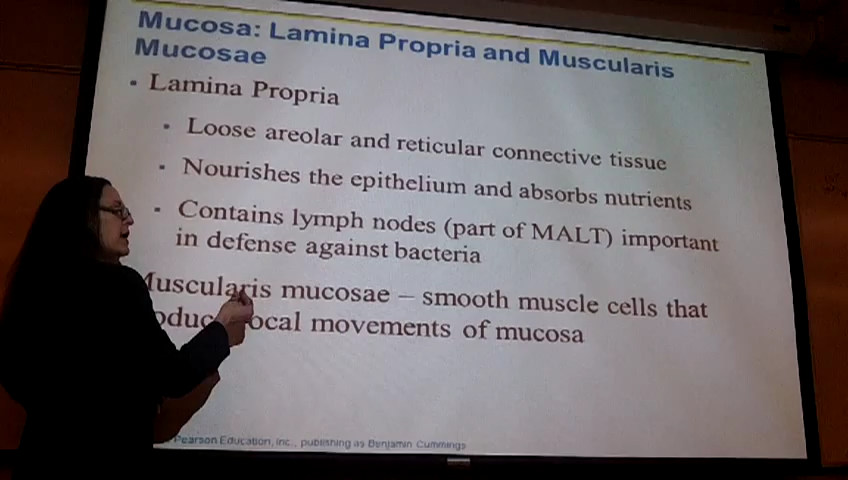 Mucosa: Lamina Propria and Muscularis
Mucosae
• Lamina Propria
• Loose areolar and reticular connective tissue
• Nourishes the epithelium and absorbs nutrients
• Contains lymph nodes (part of MALT) important
in defense against bacteria
Muscularis mucosae – smooth muscle cells that
local movements of mucosa
Pearson Education, Inc., publishing as Benjamin Cummings